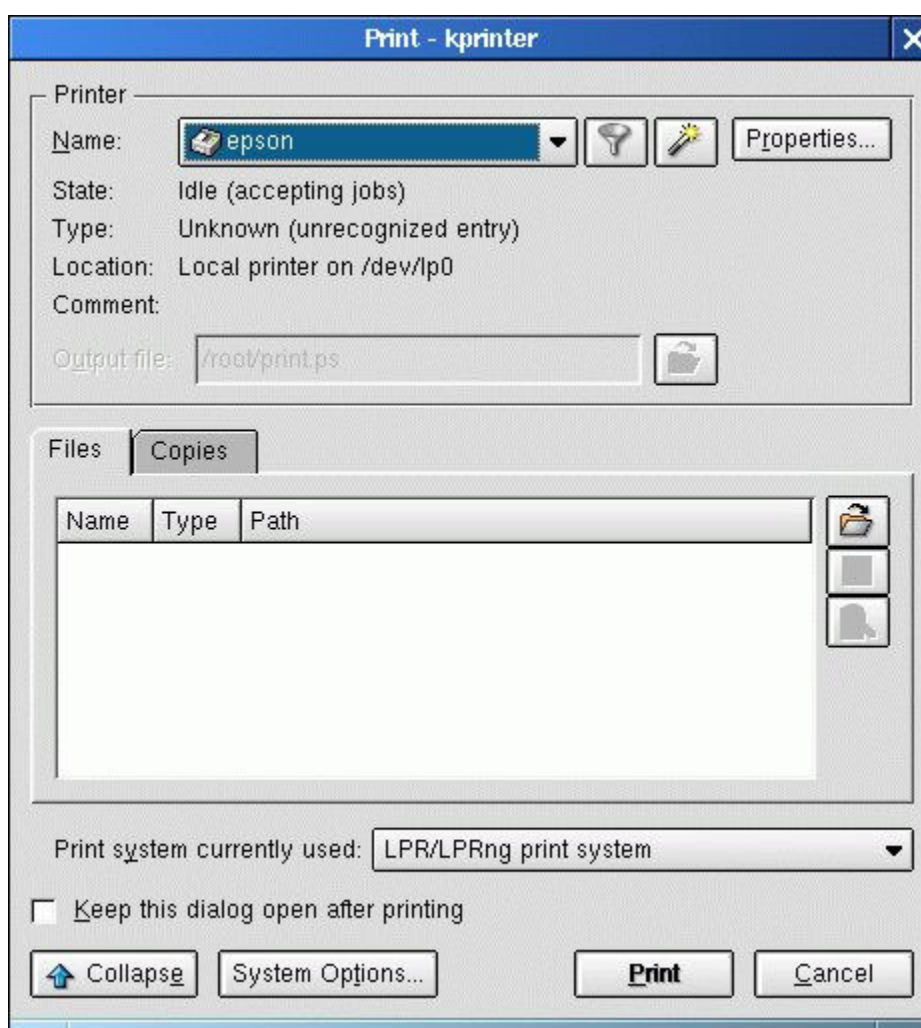 Print - kprinter
Printer
Name: epson Properties...
State: Idle (accepting jobs)
Type: Unknown (unrecognized entry)
Location: Local printer on /dev/lp0
Comment:
Output file: /root/print.ps
Files Copies
Name Type Path
Print system currently used: LPR/LPRng print system
Keep this dialog open after printing
Collapse System Options... Print Cancel